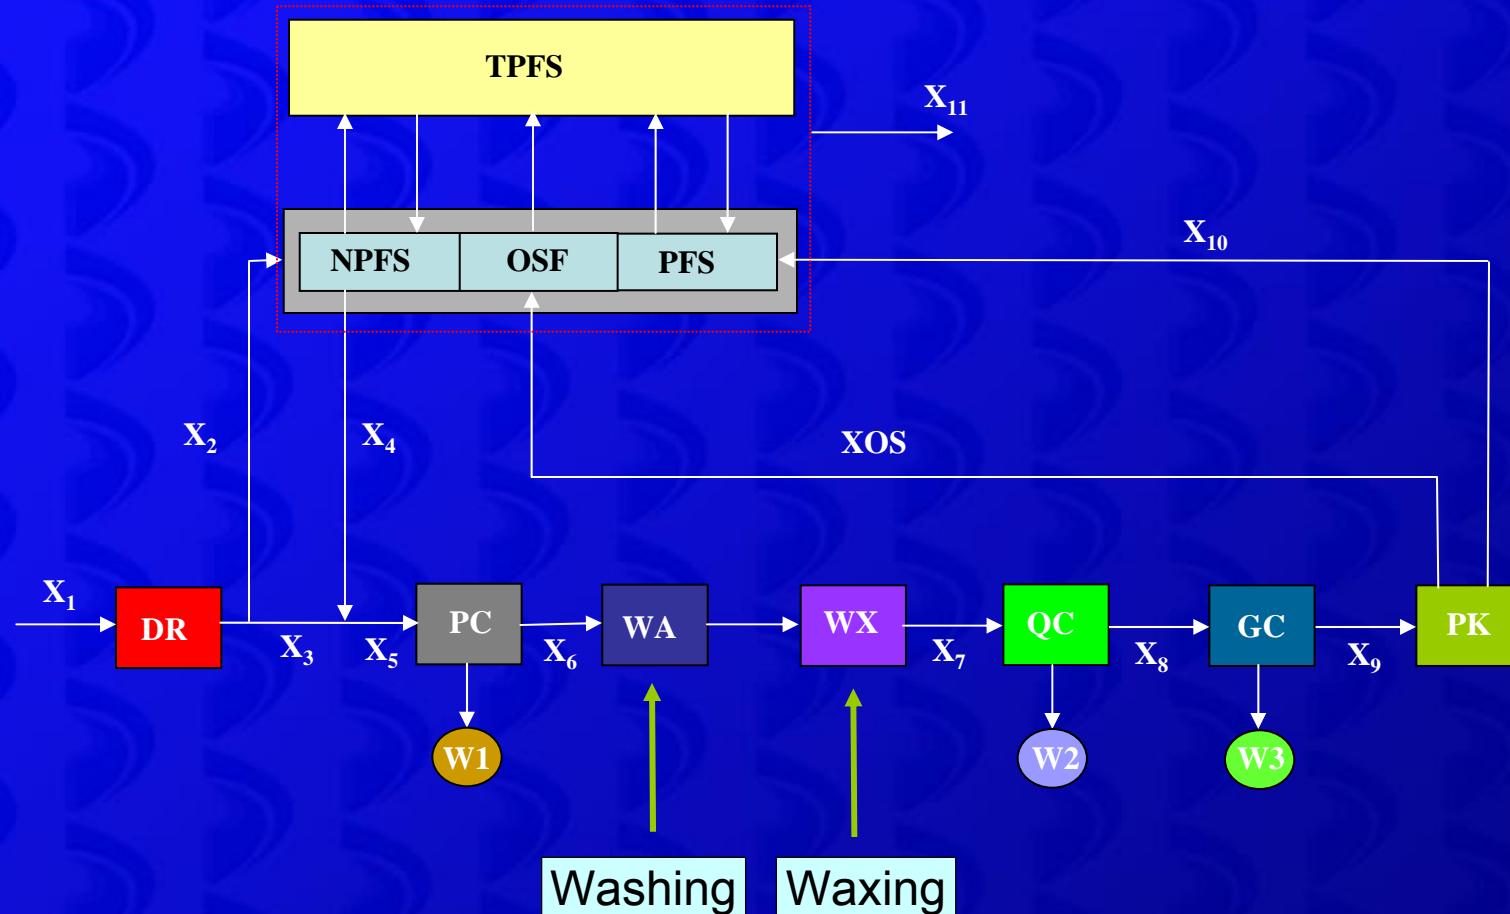 TPFS
X₁₁
NPFS OSF PFS
X₁₀
X₂ X₄ XOS
X₁ DR X₃ X₅ PC X₆ WA WX X₇ QC X₈ GC X₉ PK
W1 W2 W3
Washing Waxing